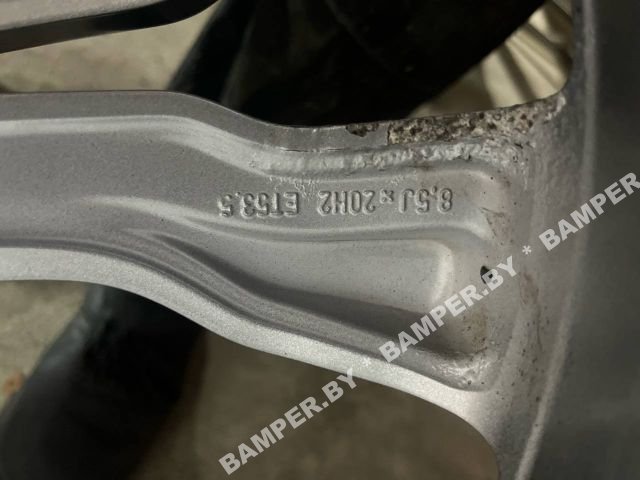 8,5J x 20H2 ET53,5
BAMPER.BY * BAMPER.BY * BAMPER.